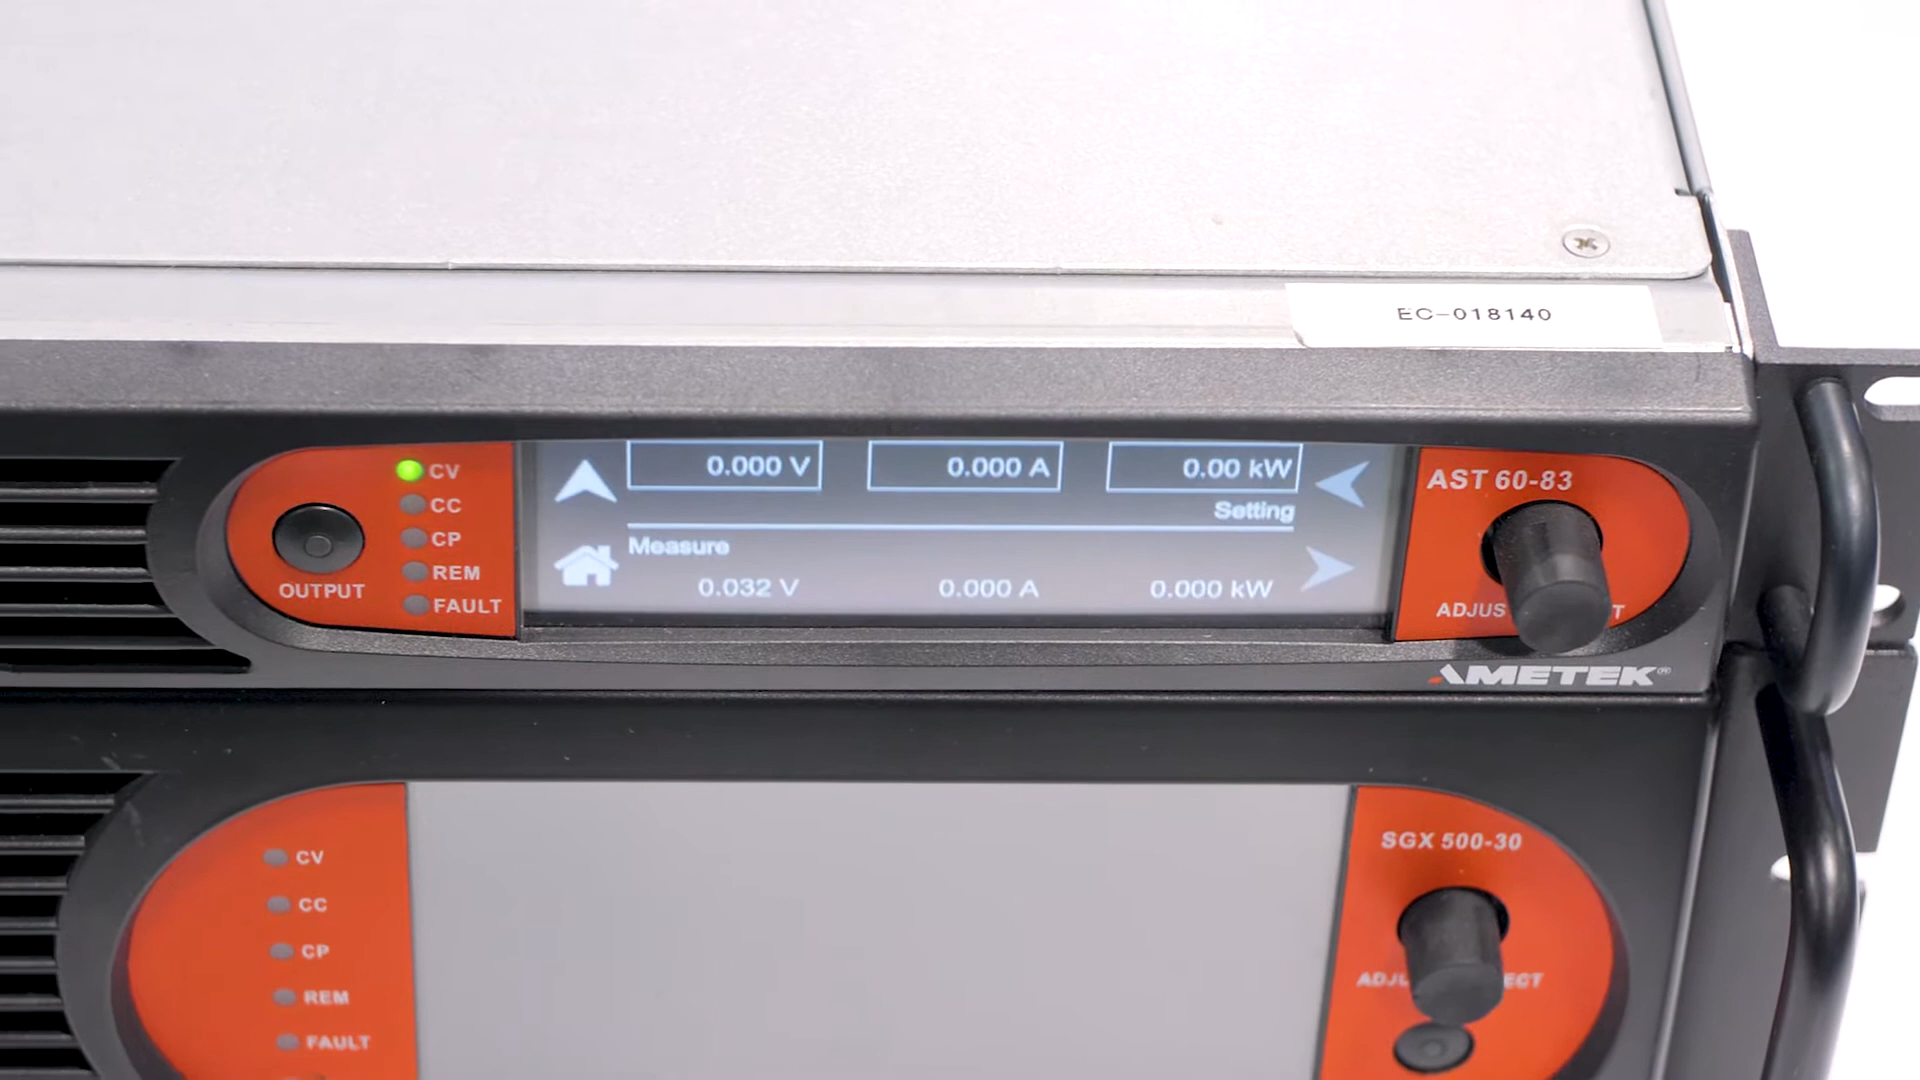 EC-018140
CV
CC
CP
REM
FAULT
OUTPUT
0.000 V 0.000 A 0.00 kW
Setting
Measure
0.032 V 0.000 A 0.000 kW
AST 60-83
AMETEK®
CV
CC
CP
REM
FAULT
SGX 500-30